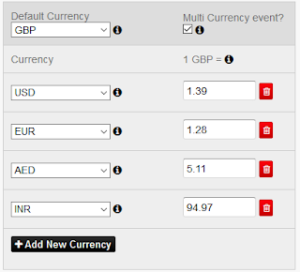 Default Currency Multi Currency event?
GBP
Currency 1 GBP =
USD 1.39
EUR 1.28
AED 5.11
INR 94.97
+ Add New Currency